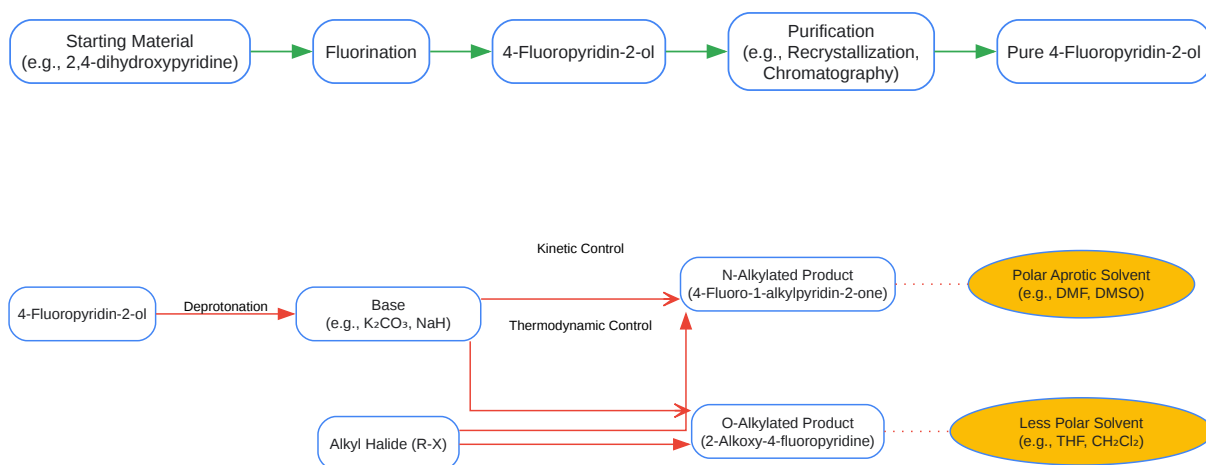 Starting Material
(e.g., 2,4-dihydroxypyridine)
Fluorination
4-Fluoropyridin-2-ol
Purification
(e.g., Recrystallization,
Chromatography)
Pure 4-Fluoropyridin-2-ol
Kinetic Control
N-Alkylated Product
(4-Fluoro-1-alkylpyridin-2-one)
Polar Aprotic Solvent
(e.g., DMF, DMSO)
4-Fluoropyridin-2-ol
Deprotonation
Base
(e.g., K₂CO₃, NaH)
Thermodynamic Control
Alkyl Halide (R-X)
O-Alkylated Product
(2-Alkoxy-4-fluoropyridine)
Less Polar Solvent
(e.g., THF, CH₂Cl₂)